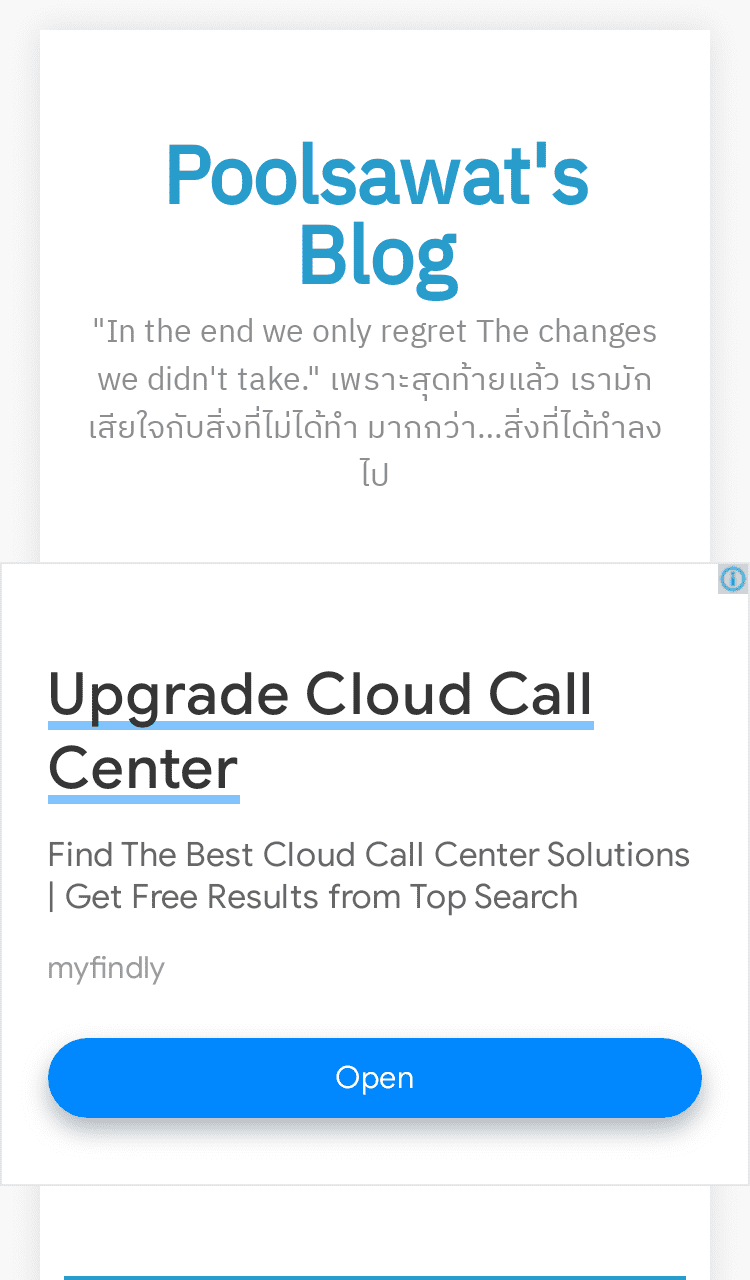 Poolsawat's
Blog
"In the end we only regret The changes
we didn't take." เพราะสุดท้ายแล้ว เรามัก
เสียใจกับสิ่งที่ไม่ได้ทำ มากกว่า...สิ่งที่ได้ทำลง
ไป
Upgrade Cloud Call
Center
Find The Best Cloud Call Center Solutions
| Get Free Results from Top Search
myfindly
Open